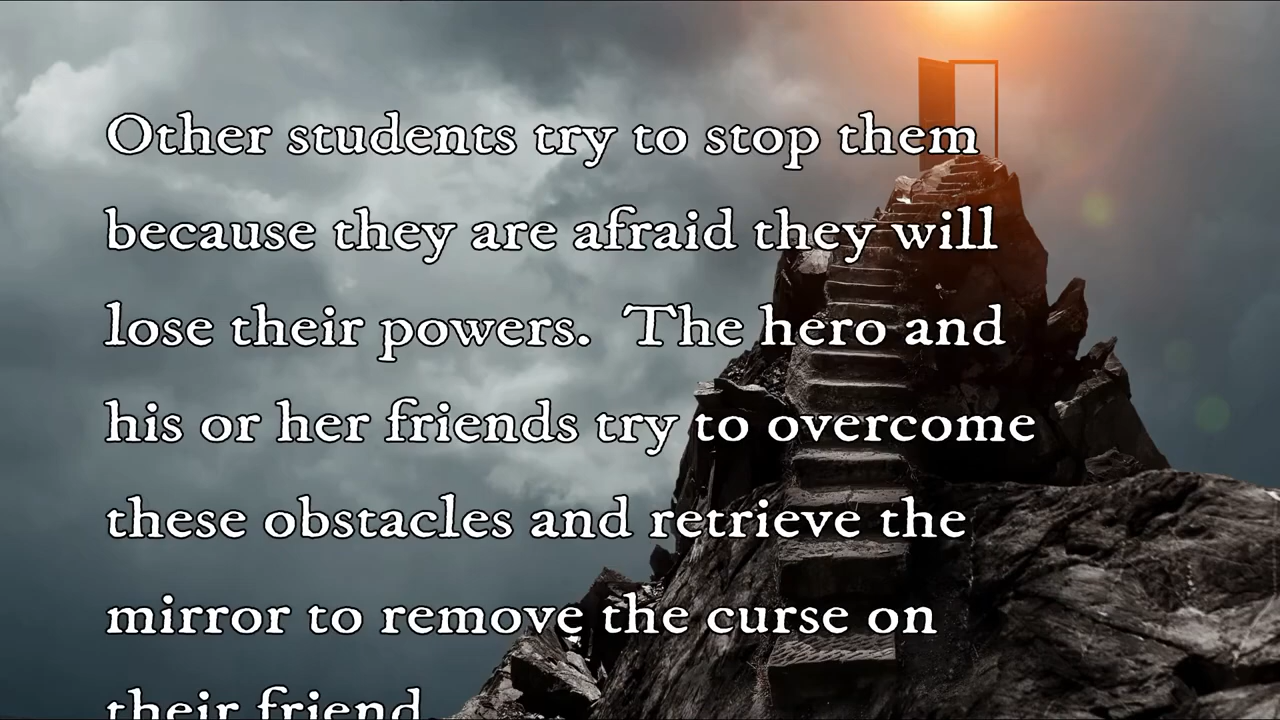 Other students try to stop them
because they are afraid they will
lose their powers.  The hero and
his or her friends try to overcome
these obstacles and retrieve the
mirror to remove the curse on
their friend